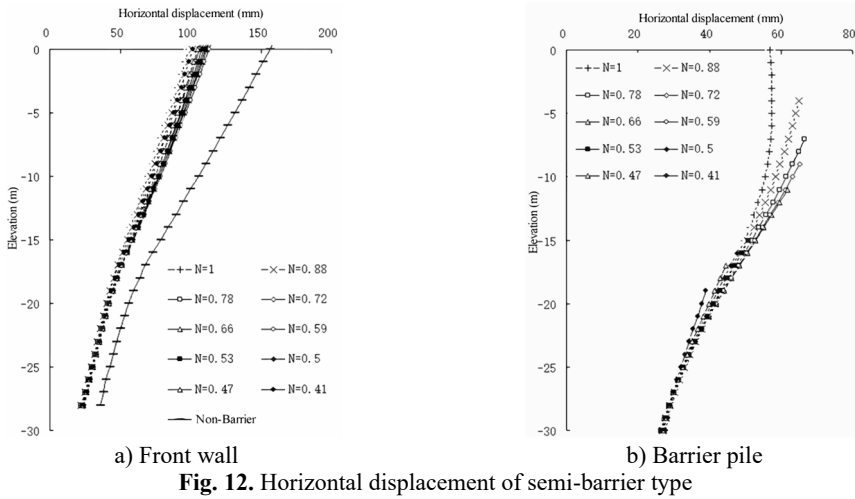 Horizontal displacement (mm)
0 50 100 150 200
0
−5
−10
−15
−20
−25
−30
Elevation (m)
N=1 N=0.88
N=0.78 N=0.72
N=0.66 N=0.59
N=0.53 N=0.5
N=0.47 N=0.41
Non-Barrier
a) Front wall
Horizontal displacement (mm)
0 20 40 60 80
0
−5
−10
−15
−20
−25
−30
Elevation (m)
N=1 N=0.88
N=0.78 N=0.72
N=0.66 N=0.59
N=0.53 N=0.5
N=0.47 N=0.41
b) Barrier pile
Fig. 12. Horizontal displacement of semi-barrier type